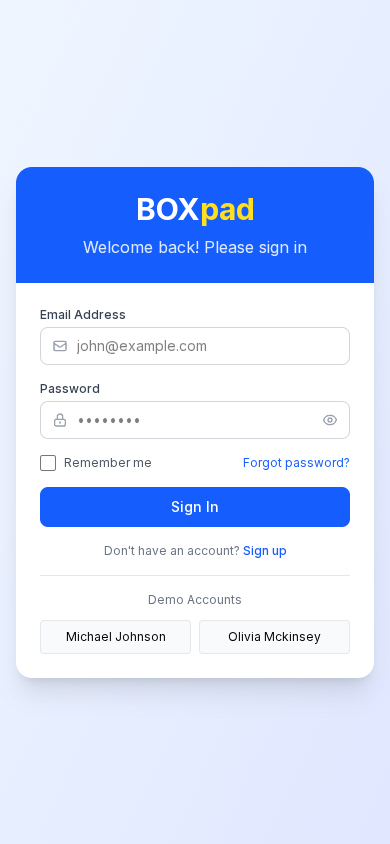 BOXpad
Welcome back! Please sign in
Email Address
john@example.com
Password
••••••••
Remember me
Forgot password?
Sign In
Don't have an account? Sign up
Demo Accounts
Michael Johnson
Olivia Mckinsey